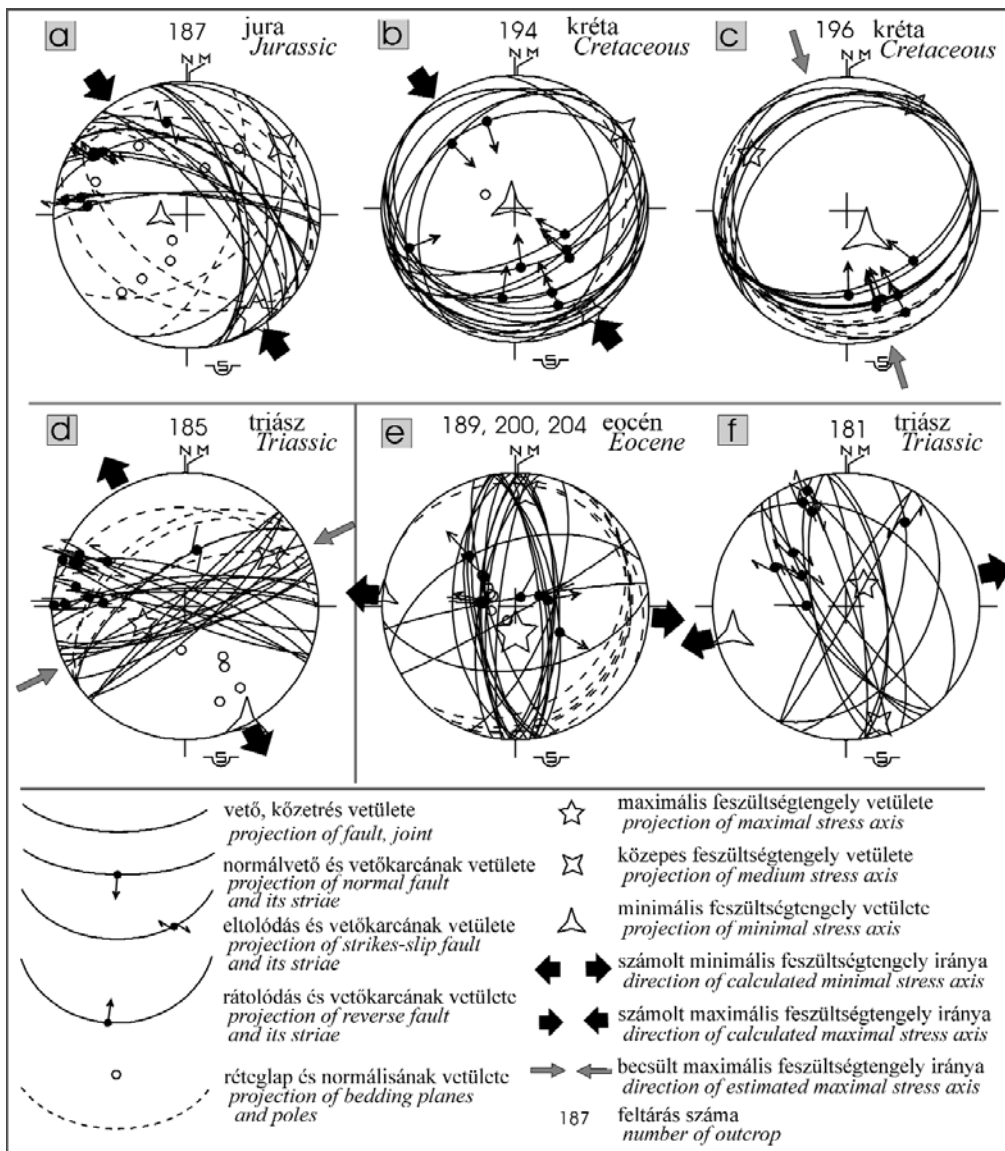 a 187 jura
Jurassic
N M
S
b 194 kréta
Cretaceous
N M
S
c 196 kréta
Cretaceous
N M
S
d 185 triász
Triassic
N M
S
e 189, 200, 204 eocén
Eocene
N M
S
f 181 triász
Triassic
N M
S
vető, kőzetrés vetülete
projection of fault, joint
normálvető és vetőkarcának vetülete
projection of normal fault
and its striae
eltolódás és vetőkarcának vetülete
projection of strikes-slip fault
and its striae
rátolódás és vetőkarcának vetülete
projection of reverse fault
and its striae
réteglap és normálisának vetülete
projection of bedding planes
and poles
maximális feszültségtengely vetülete
projection of maximal stress axis
közepes feszültségtengely vetülete
projection of medium stress axis
minimális feszültségtengely vetülete
projection of minimal stress axis
számolt minimális feszültségtengely iránya
direction of calculated minimal stress axis
számolt maximális feszültségtengely iránya
direction of calculated maximal stress axis
becsült maximális feszültségtengely iránya
direction of estimated maximal stress axis
187 feltárás száma
number of outcrop